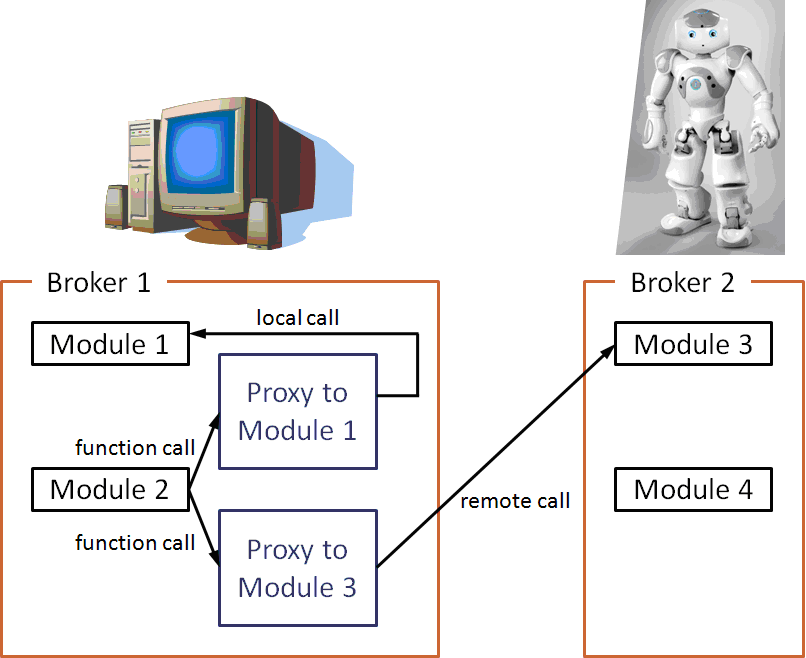 Broker 1
Broker 2
local call
Module 1
Module 3
Proxy to
Module 1
function call
Module 2
Module 4
remote call
function call
Proxy to
Module 3